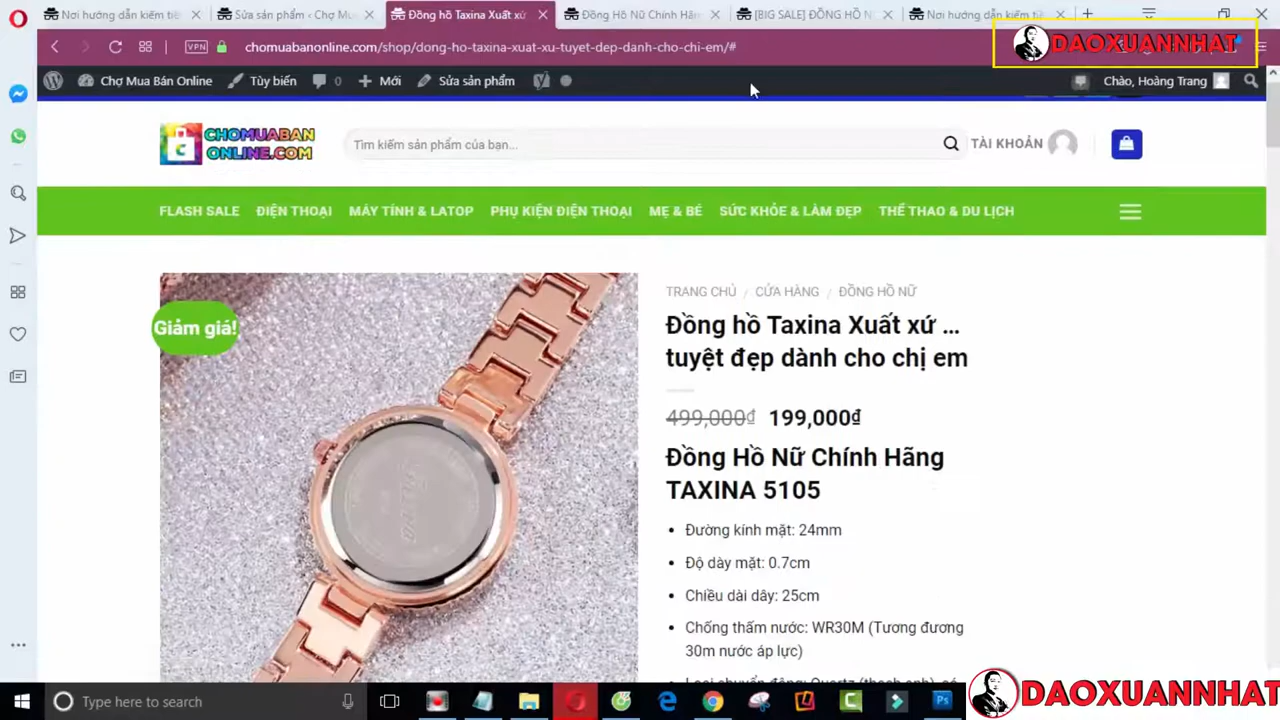 Nơi hướng dẫn kiếm tiề
Sửa sản phẩm ‹ Chợ Mu
Đồng hồ Taxina Xuất xứ
Đồng Hồ Nữ Chính Hãn
[BIG SALE] ĐỒNG HỒ N
Nơi hướng dẫn kiếm tiề
VPN
chomuabanonline.com/shop/dong-ho-taxina-xuat-xu-tuyet-dep-danh-cho-chi-em/#
DAOXUANNHAT
Chợ Mua Bán Online
Tùy biến
0
Mới
Sửa sản phẩm
Chào, Hoàng Trang
CHOMUABAN
ONLINE.COM
Tìm kiếm sản phẩm của bạn...
TÀI KHOẢN
FLASH SALE
ĐIỆN THOẠI
MÁY TÍNH & LATOP
PHỤ KIỆN ĐIỆN THOẠI
MẸ & BÉ
SỨC KHỎE & LÀM ĐẸP
THỂ THAO & DU LỊCH
Giảm giá!
TRANG CHỦ / CỬA HÀNG / ĐỒNG HỒ NỮ
Đồng hồ Taxina Xuất xứ ...
tuyệt đẹp dành cho chị em
499,000₫ 199,000₫
Đồng Hồ Nữ Chính Hãng
TAXINA 5105
Đường kính mặt: 24mm
Độ dày mặt: 0.7cm
Chiều dài dây: 25cm
Chống thấm nước: WR30M (Tương đương
30m nước áp lực)
Type here to search
DAOXUANNHAT